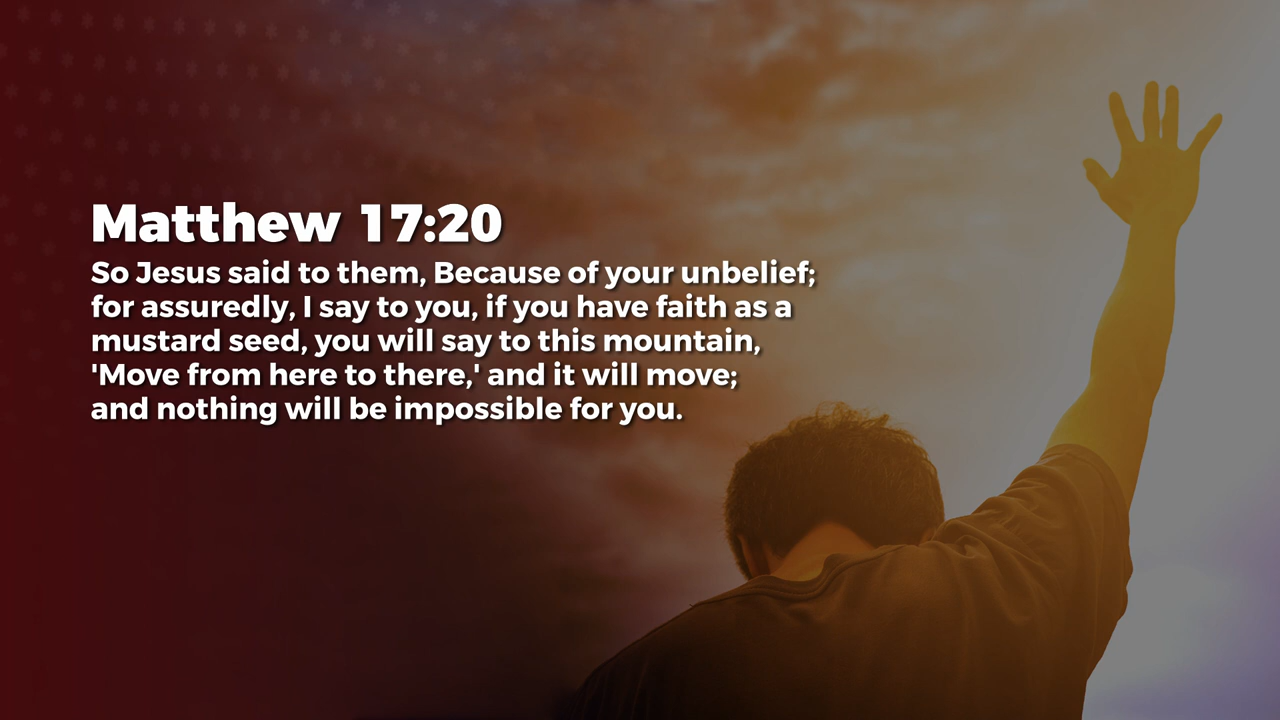 Matthew 17:20
So Jesus said to them, Because of your unbelief;
for assuredly, I say to you, if you have faith as a
mustard seed, you will say to this mountain,
'Move from here to there,' and it will move;
and nothing will be impossible for you.